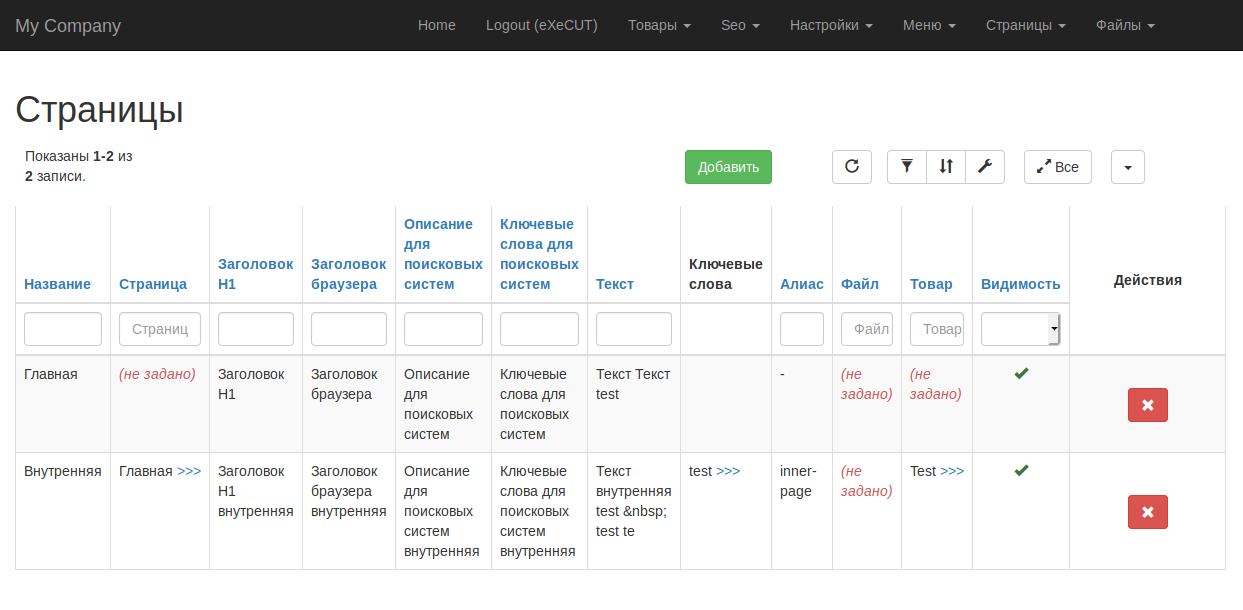 My Company Home Logout (eXeCUT) Товары Seo Настройки Меню Страницы Файлы
Страницы
Показаны 1-2 из
2 записи.
Добавить
Все
Название
Страница
Заголовок
H1
Заголовок
браузера
Описание
для
поисковых
систем
Ключевые
слова для
поисковых
систем
Текст
Ключевые
слова
Алиас
Файл
Товар
Видимость
Действия
Страниц
Файл
Товар
Главная
(не задано)
Заголовок
H1
Заголовок
браузера
Описание
для
поисковых
систем
Ключевые
слова для
поисковых
систем
Текст Текст
test
-
(не
задано)
(не
задано)
Внутренняя
Главная >>>
Заголовок
H1
внутренняя
Заголовок
браузера
внутренняя
Описание
для
поисковых
систем
внутренняя
Ключевые
слова для
поисковых
систем
внутренняя
Текст
внутренняя
test &nbsp;
test te
test >>>
inner-
page
(не
задано)
Test >>>